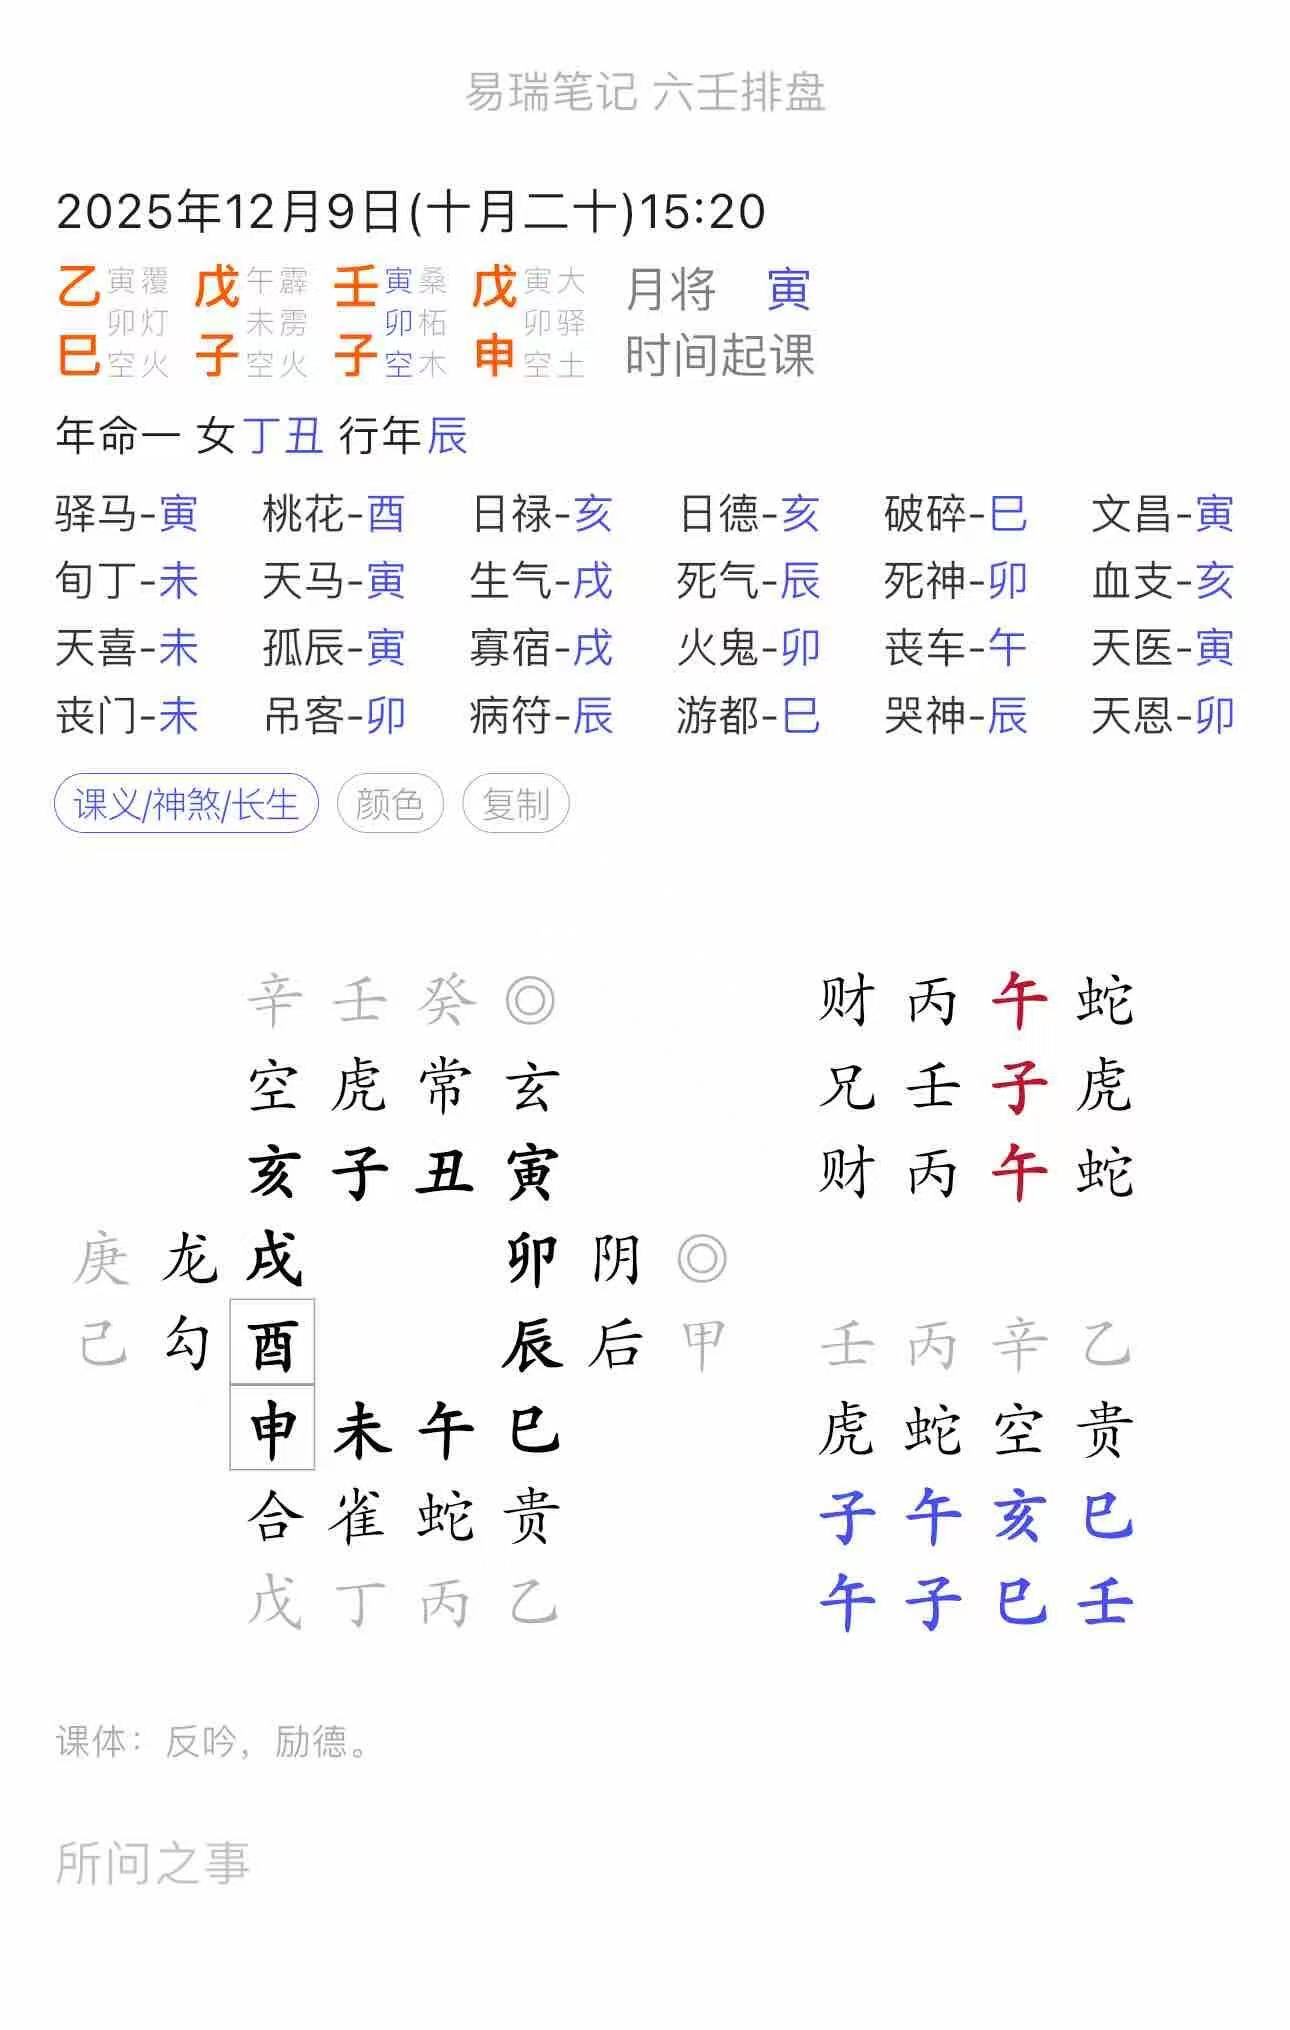 易瑞笔记 六壬排盘
2025年12月9日(十月二十)15:20
乙 寅覆 戊 午霹 壬 寅桑 戊 寅大 月将 寅
卯灯 未雳 卯柘 卯驿
巳 空火 子 空火 子 空木 申 空土 时间起课
年命一 女丁丑 行年辰
驿马-寅 桃花-酉 日禄-亥 日德-亥 破碎-巳 文昌-寅
旬丁-未 天马-寅 生气-戌 死气-辰 死神-卯 血支-亥
天喜-未 孤辰-寅 寡宿-戌 火鬼-卯 丧车-午 天医-寅
丧门-未 吊客-卯 病符-辰 游都-巳 哭神-辰 天恩-卯
课义/神煞/长生 颜色 复制
辛 壬 癸 ◎ 财 丙 午 蛇
空 虎 常 玄 兄 壬 子 虎
亥 子 丑 寅 财 丙 午 蛇
庚 龙 戌 卯 阴 ◎
己 勾 酉 辰 后 甲 壬 丙 辛 乙
申 未 午 巳 虎 蛇 空 贵
合 雀 蛇 贵 子 午 亥 巳
戊 丁 丙 乙 午 子 巳 壬
课体：反吟，励德。
所问之事